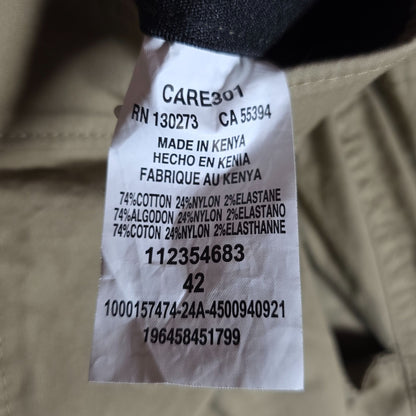 CARE301
RN 130273 CA 55394
MADE IN KENYA
HECHO EN KENIA
FABRIQUE AU KENYA
74%COTTON 24%NYLON 2%ELASTANE
74%ALGODON 24%NYLON 2%ELASTANO
74%COTON 24%NYLON 2%ELASTHANNE
112354683
42
1000157474-24A-4500940921
196458451799